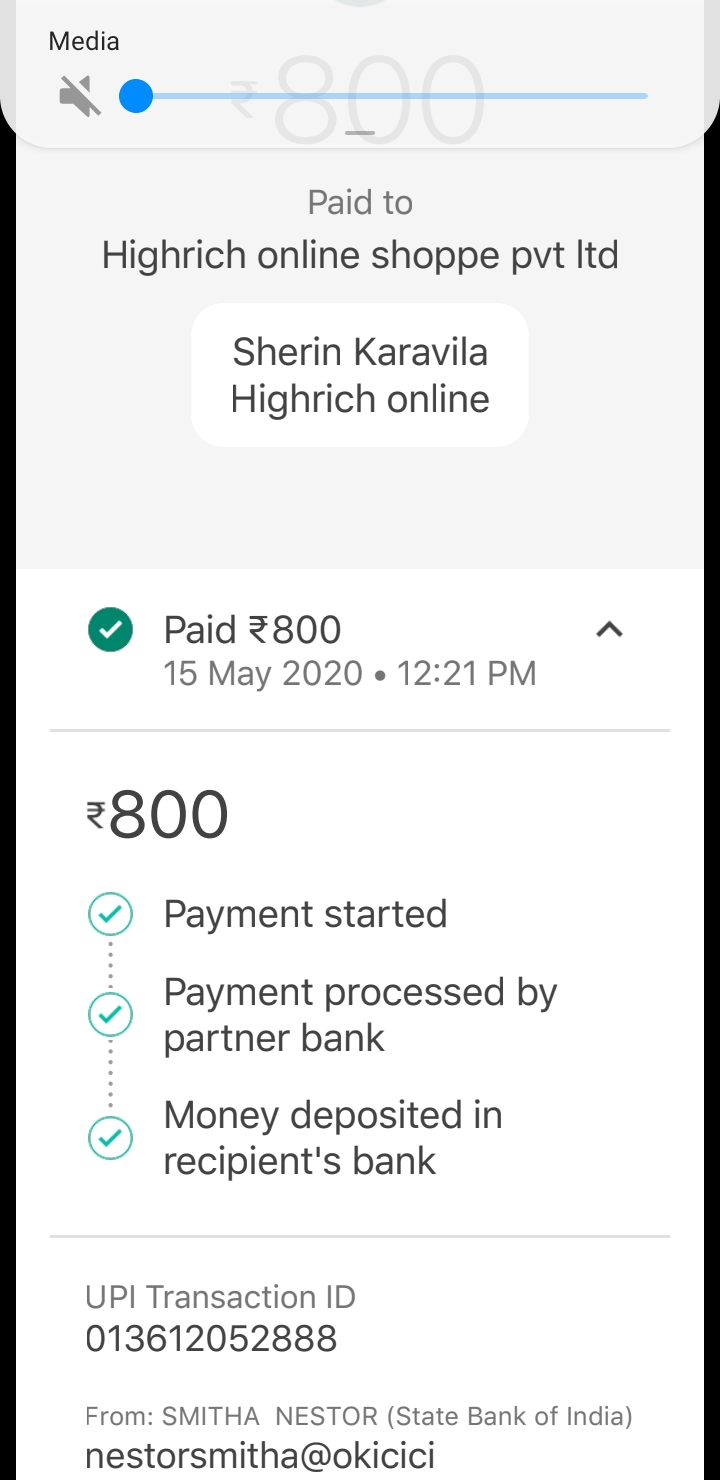 Media
₹800
Paid to
Highrich online shoppe pvt ltd
Sherin Karavila
Highrich online
Paid ₹800
15 May 2020 • 12:21 PM
₹800
Payment started
Payment processed by
partner bank
Money deposited in
recipient's bank
UPI Transaction ID
013612052888
From: SMITHA  NESTOR (State Bank of India)
nestorsmitha@okicici